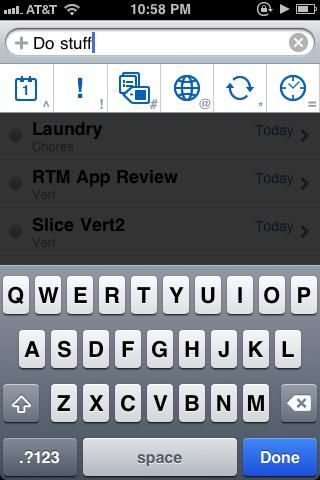 AT&T 10:58 PM
Do stuff
1
^ ! # @ * =
Laundry Today
Chores
RTM App Review Today
Vert
Slice Vert2 Today
Vert
Q W E R T Y U I O P
A S D F G H J K L
Z X C V B N M
.?123 space Done